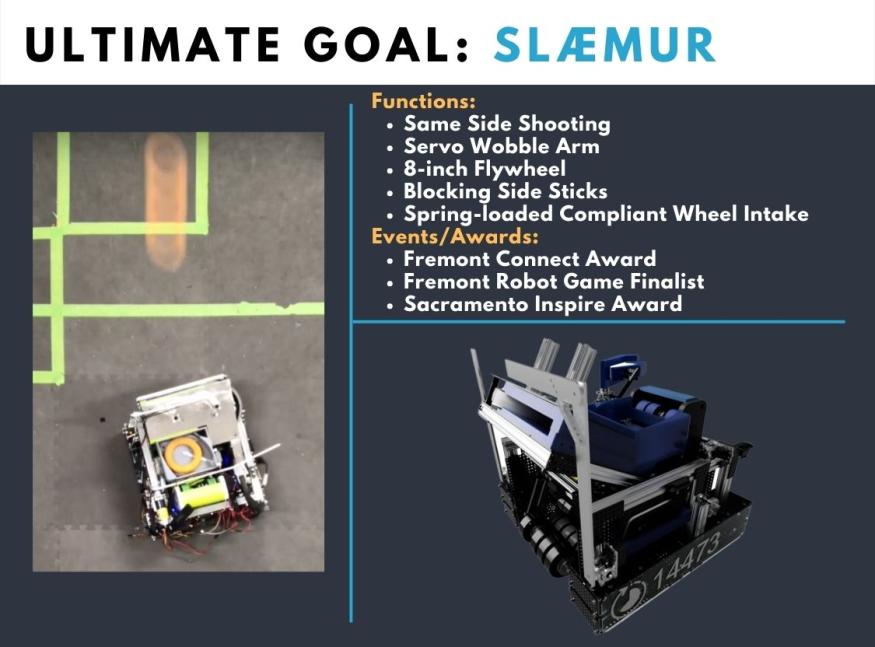 ULTIMATE GOAL: SLÆMUR
Functions:
• Same Side Shooting
• Servo Wobble Arm
• 8-inch Flywheel
• Blocking Side Sticks
• Spring-loaded Compliant Wheel Intake
Events/Awards:
• Fremont Connect Award
• Fremont Robot Game Finalist
• Sacramento Inspire Award
14473